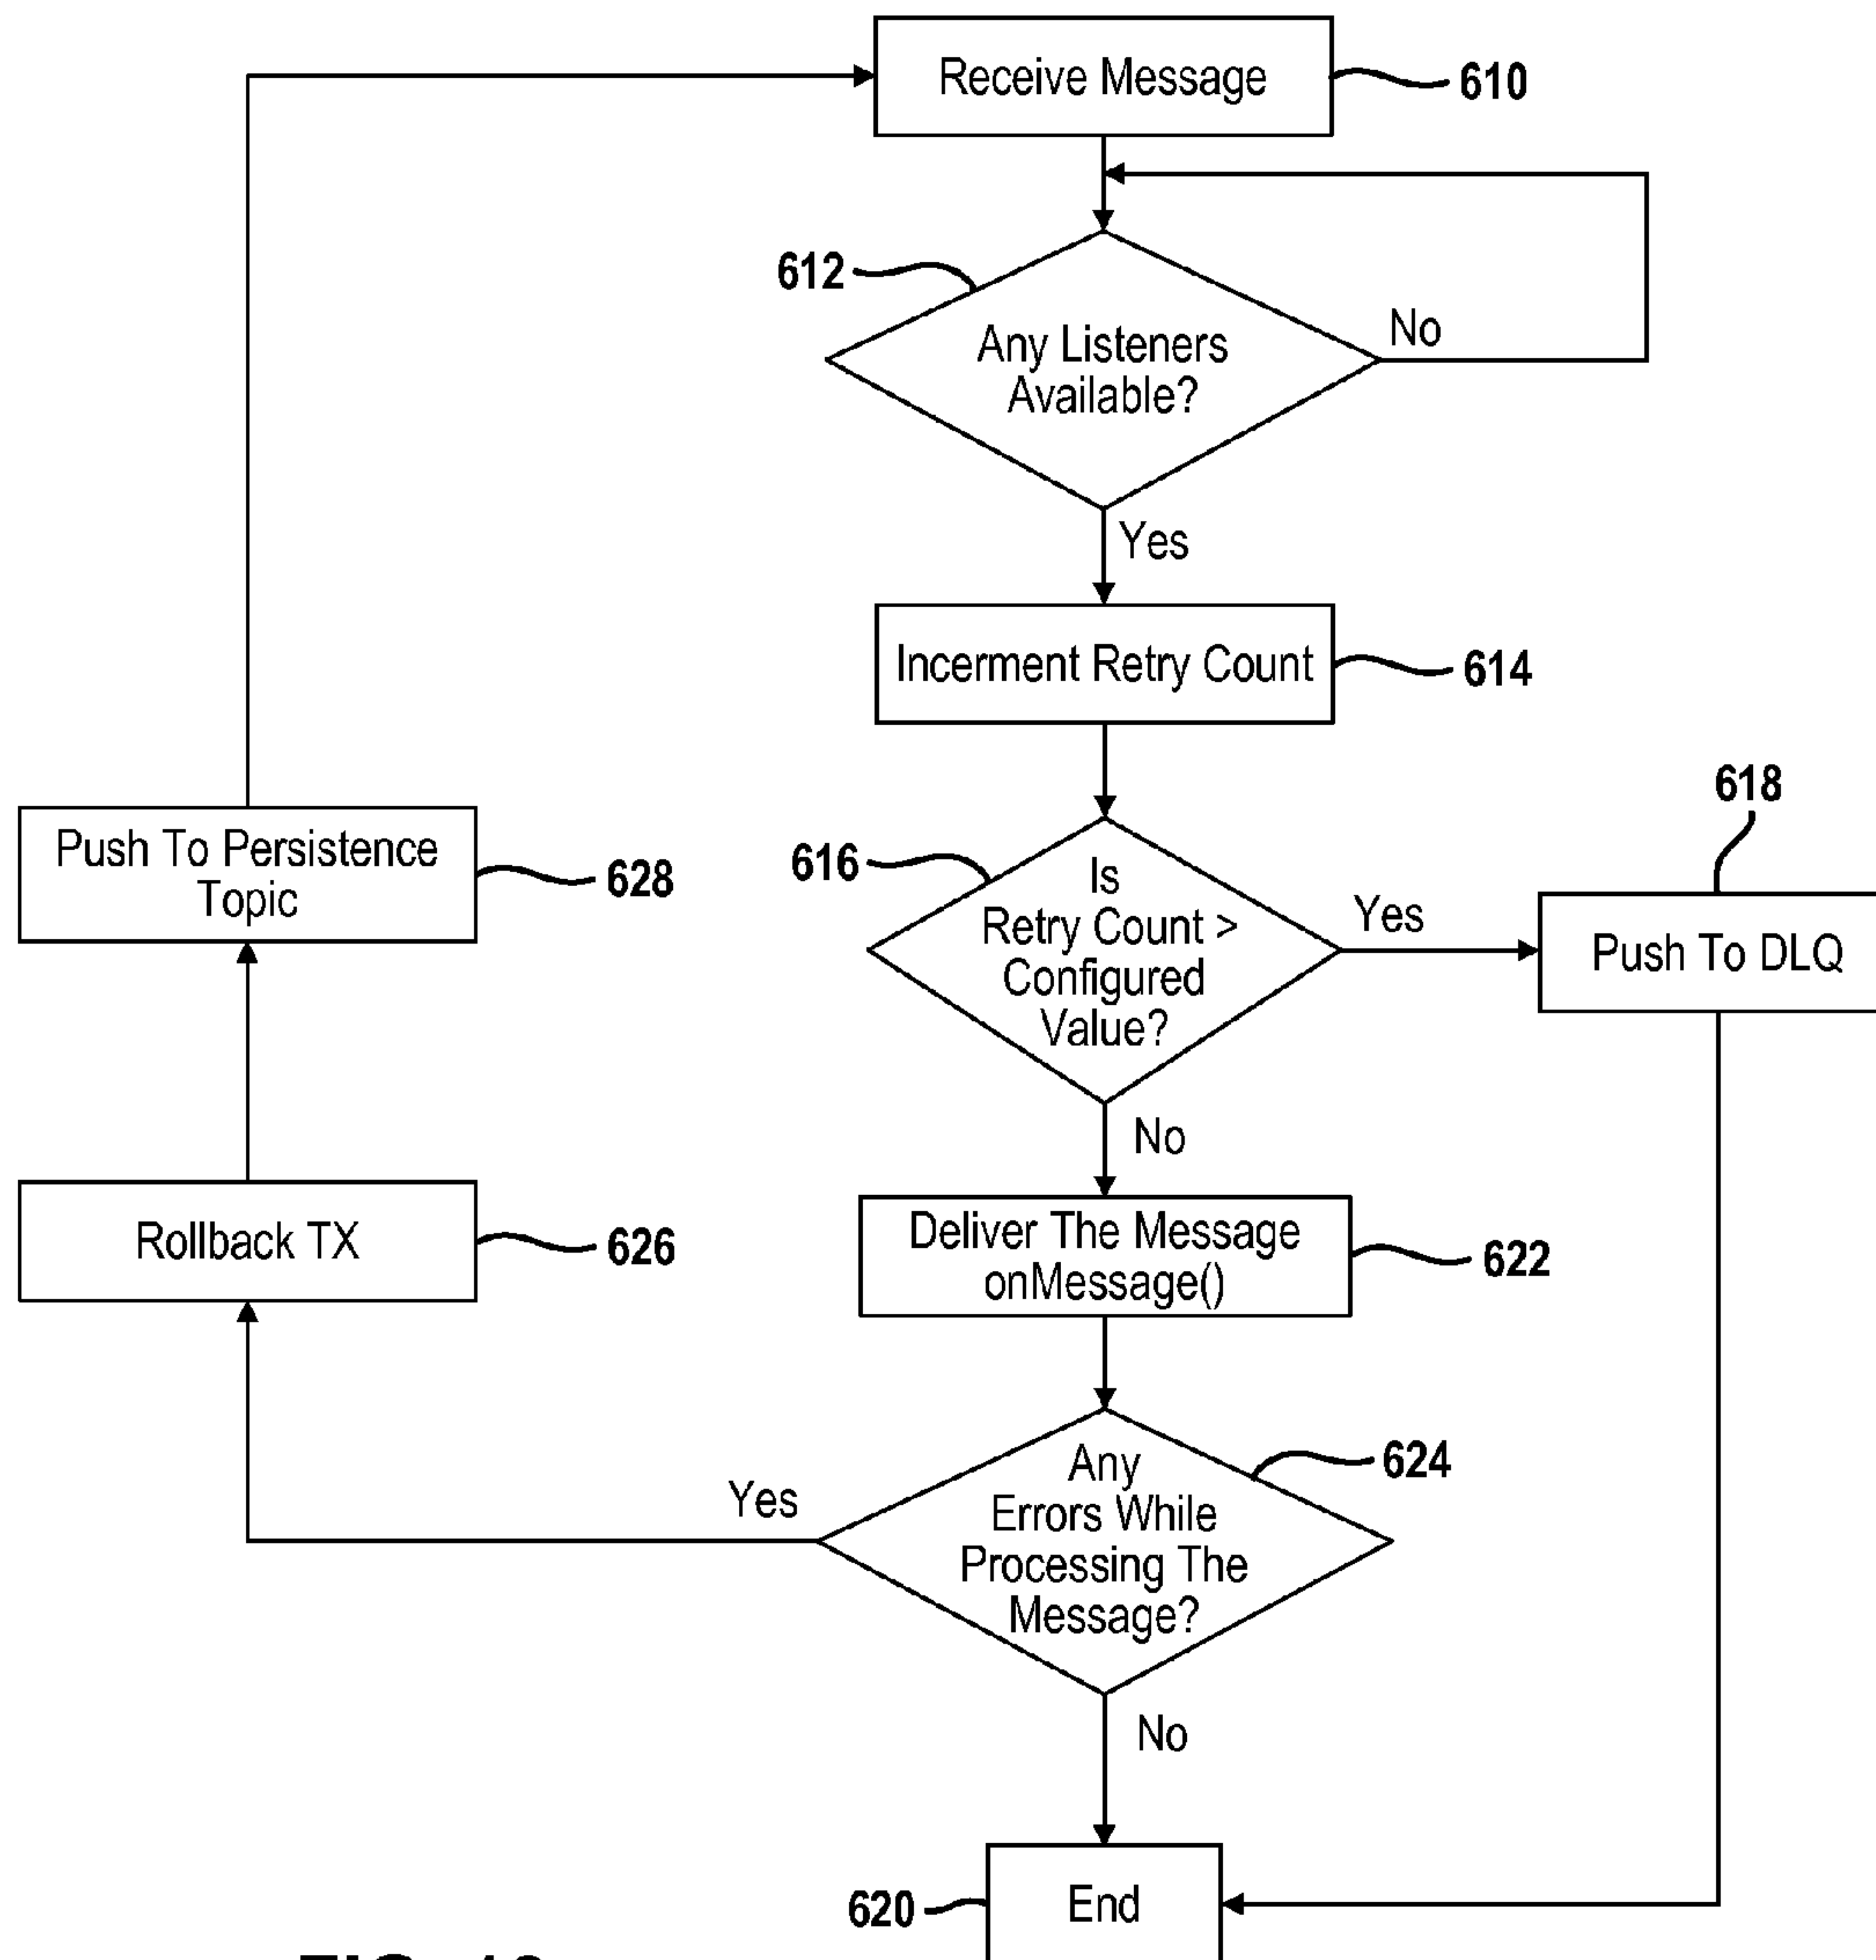 Receive Message
610
612
Any Listeners
Available?
No
Yes
Incerment Retry Count
614
618
Push To Persistence
Topic
628
616
Is
Retry Count >
Configured
Value?
Yes
Push To DLQ
No
Rollback TX
626
Deliver The Message
onMessage()
622
624
Any
Errors While
Processing The
Message?
Yes
No
620
End